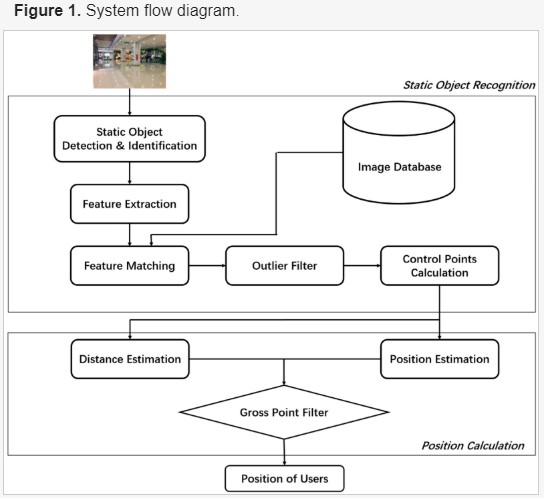 Figure 1. System flow diagram.
Static Object Recognition
Static Object
Detection & Identification
Image Database
Feature Extraction
Feature Matching
Outlier Filter
Control Points
Calculation
Distance Estimation
Position Estimation
Gross Point Filter
Position Calculation
Position of Users